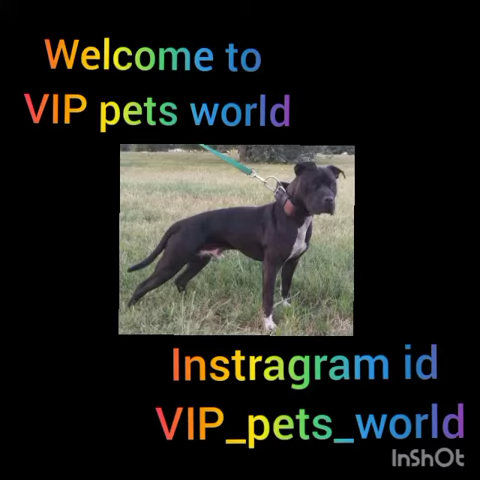 Welcome to
VIP pets world
Instragram id
VIP_pets_world
InShOt